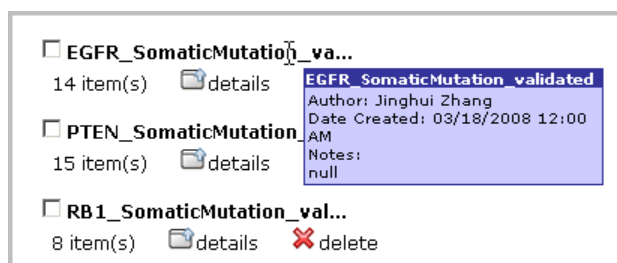 EGFR_SomaticMutation_va...
14 item(s) details
EGFR_SomaticMutation_validated
Author: Jinghui Zhang
Date Created: 03/18/2008 12:00
AM
Notes:
null
PTEN_SomaticMutation_
15 item(s) details
RB1_SomaticMutation_val...
8 item(s) details delete